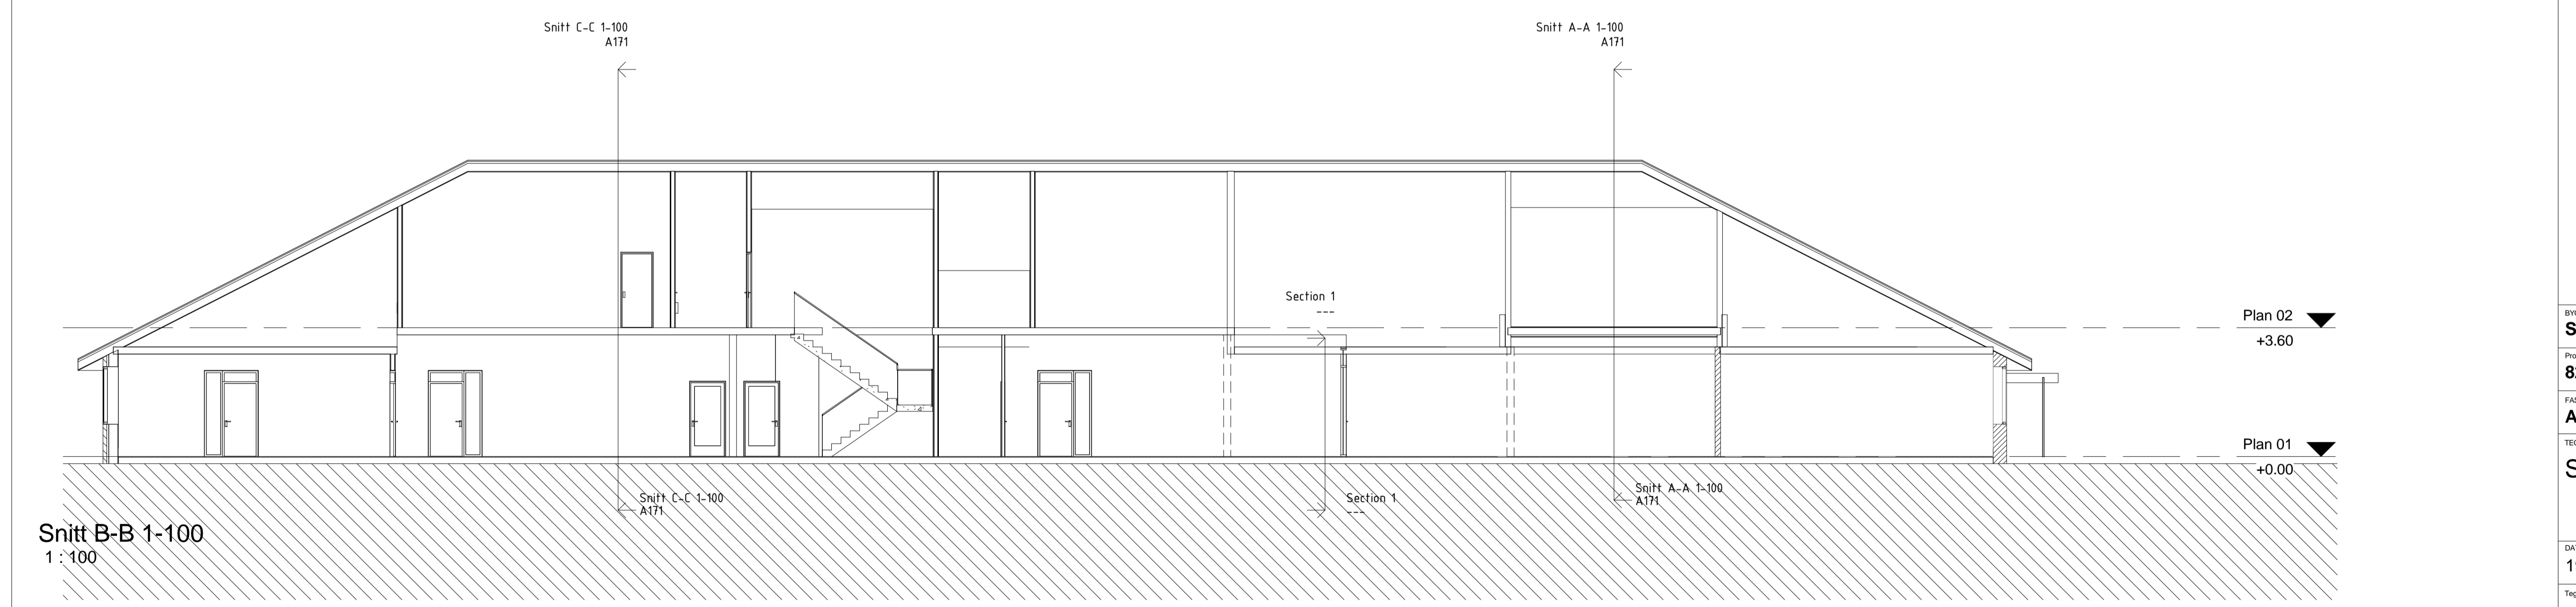 Snitt C-C 1-100
A171
Snitt A-A 1-100
A171
Section 1
---
Plan 02
+3.60
Plan 01
+0.00
Snitt C-C 1-100
A171
Section 1
---
Snitt A-A 1-100
A171
Snitt B-B 1-100
1 : 100